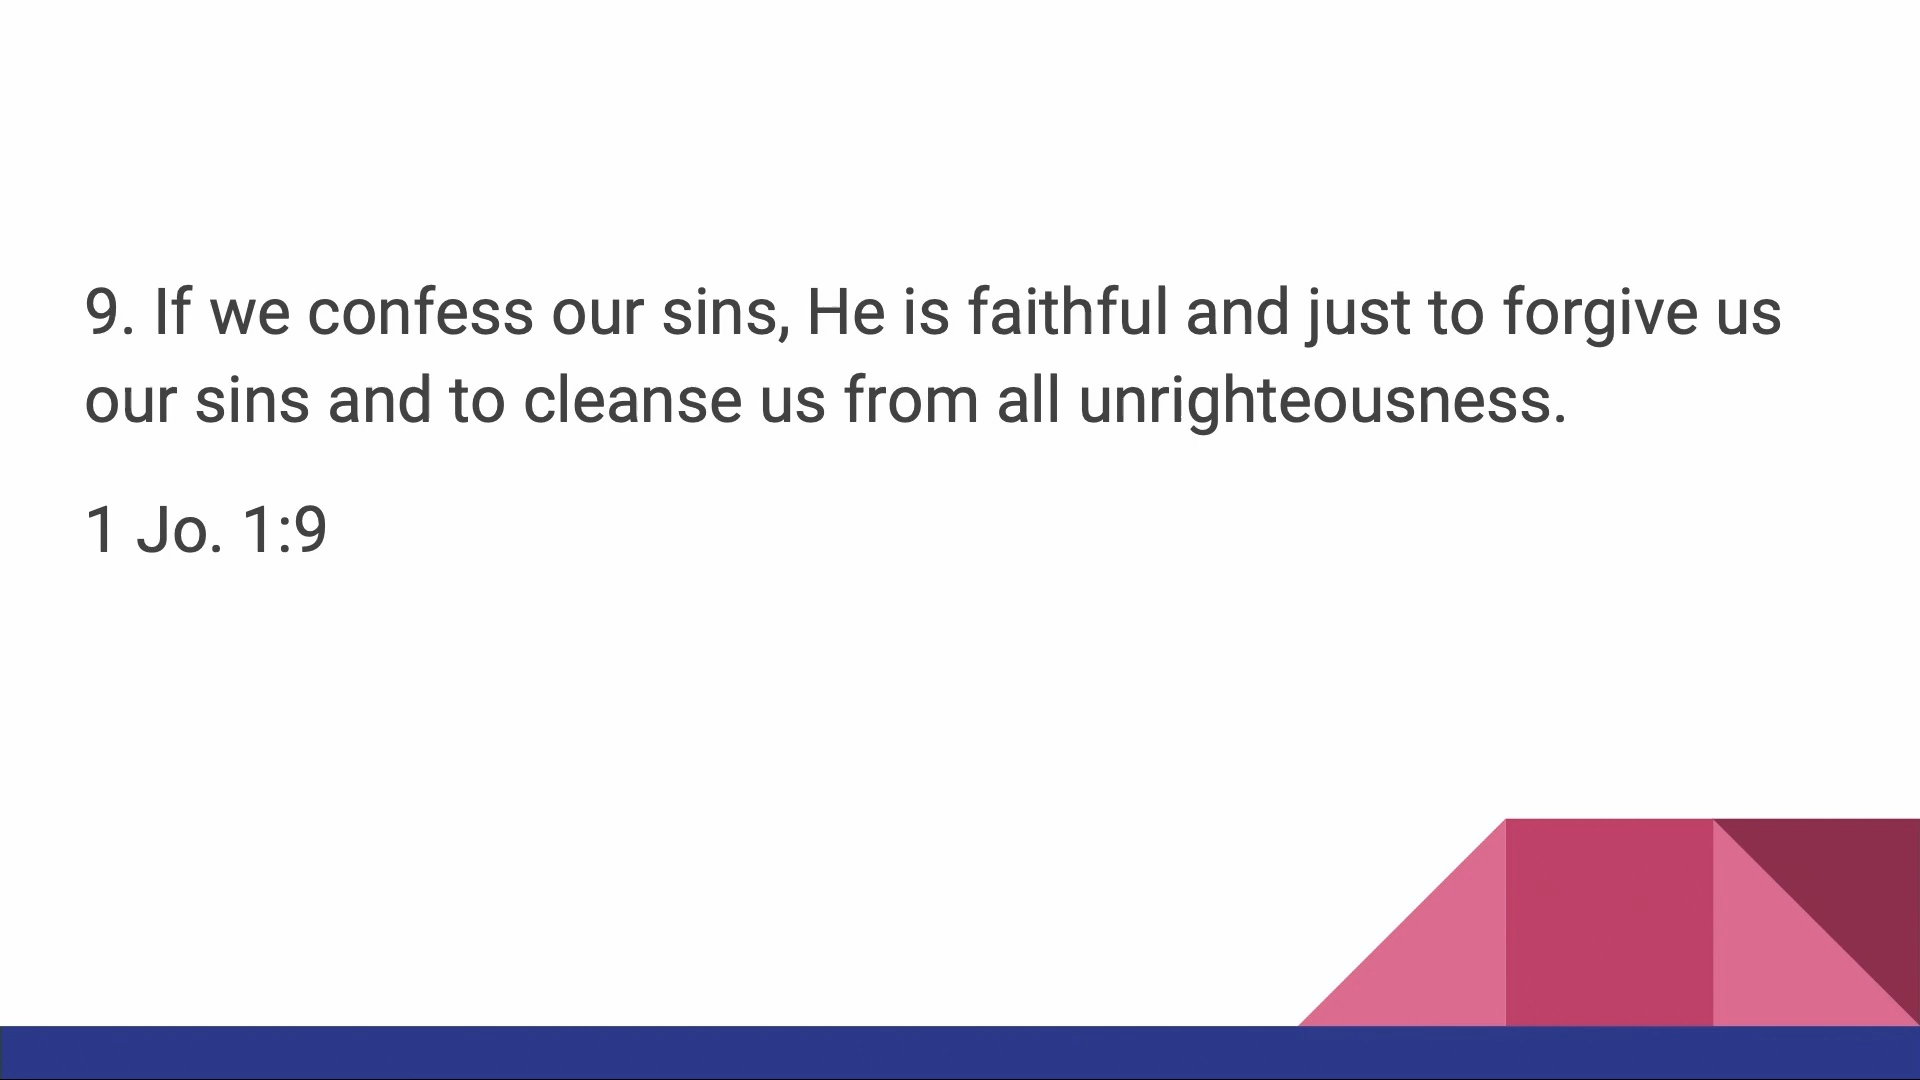 9. If we confess our sins, He is faithful and just to forgive us
our sins and to cleanse us from all unrighteousness.
1 Jo. 1:9